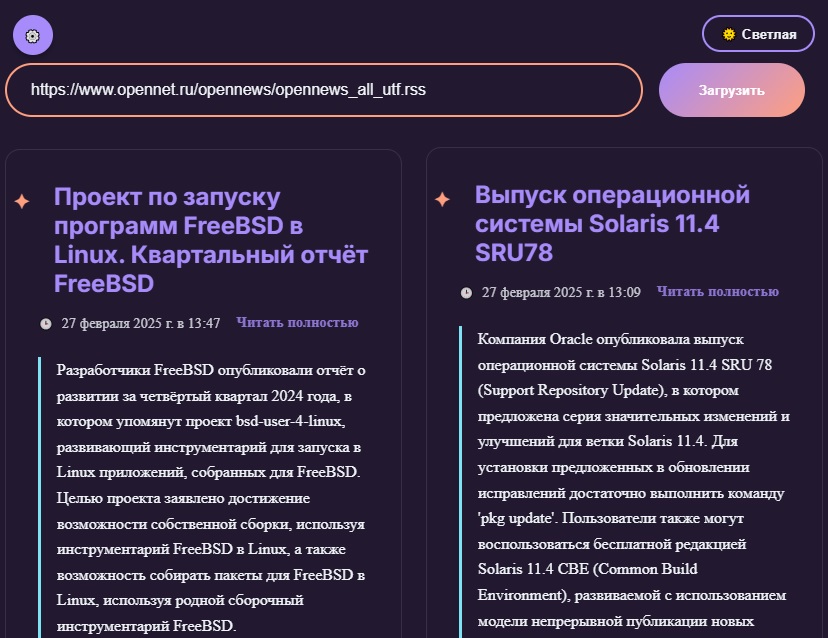 Светлая
https://www.opennet.ru/opennews/opennews_all_utf.rss
Загрузить
Проект по запуску
программ FreeBSD в
Linux. Квартальный отчёт
FreeBSD
27 февраля 2025 г. в 13:47 Читать полностью
Разработчики FreeBSD опубликовали отчёт о
развитии за четвёртый квартал 2024 года, в
котором упомянут проект bsd-user-4-linux,
развивающий инструментарий для запуска в
Linux приложений, собранных для FreeBSD.
Целью проекта заявлено достижение
возможности собственной сборки, используя
инструментарий FreeBSD в Linux, а также
возможность собирать пакеты для FreeBSD в
Linux, используя родной сборочный
инструментарий FreeBSD.
Выпуск операционной
системы Solaris 11.4
SRU78
27 февраля 2025 г. в 13:09 Читать полностью
Компания Oracle опубликовала выпуск
операционной системы Solaris 11.4 SRU 78
(Support Repository Update), в котором
предложена серия значительных изменений и
улучшений для ветки Solaris 11.4. Для
установки предложенных в обновлении
исправлений достаточно выполнить команду
'pkg update'. Пользователи также могут
воспользоваться бесплатной редакцией
Solaris 11.4 CBE (Common Build
Environment), развиваемой с использованием
модели непрерывной публикации новых